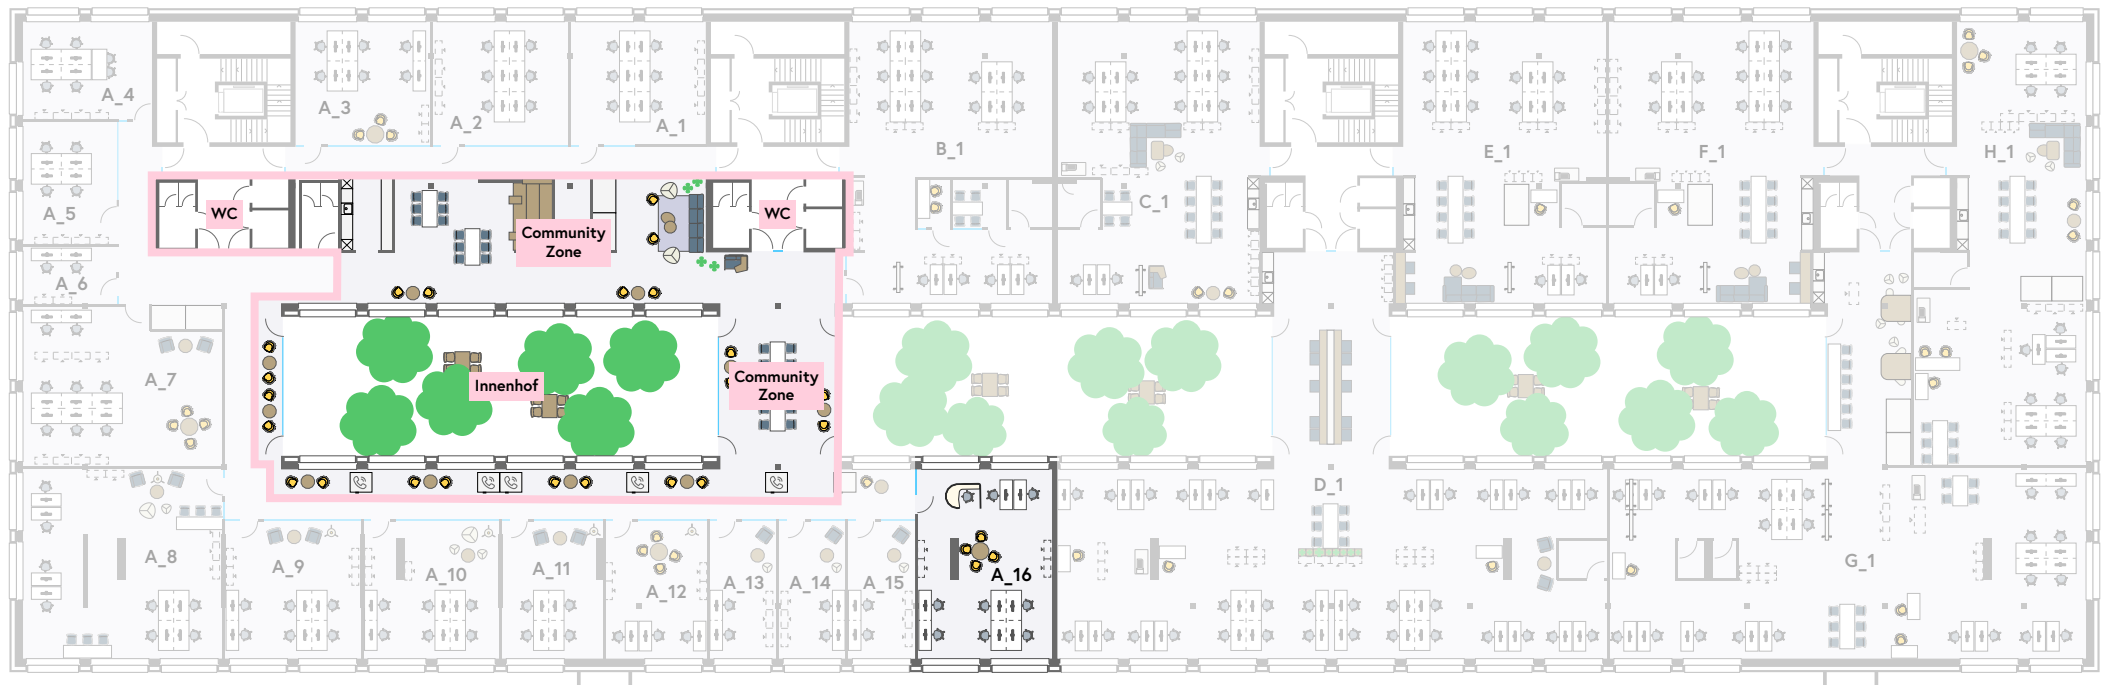 A_4
A_3
A_2
A_1
B_1
E_1
F_1
H_1
A_5
WC
WC
C_1
Community
Zone
A_6
A_7
Innenhof
Community
Zone
D_1
A_8
A_9
A_10
A_11
A_12
A_13
A_14
A_15
A_16
G_1